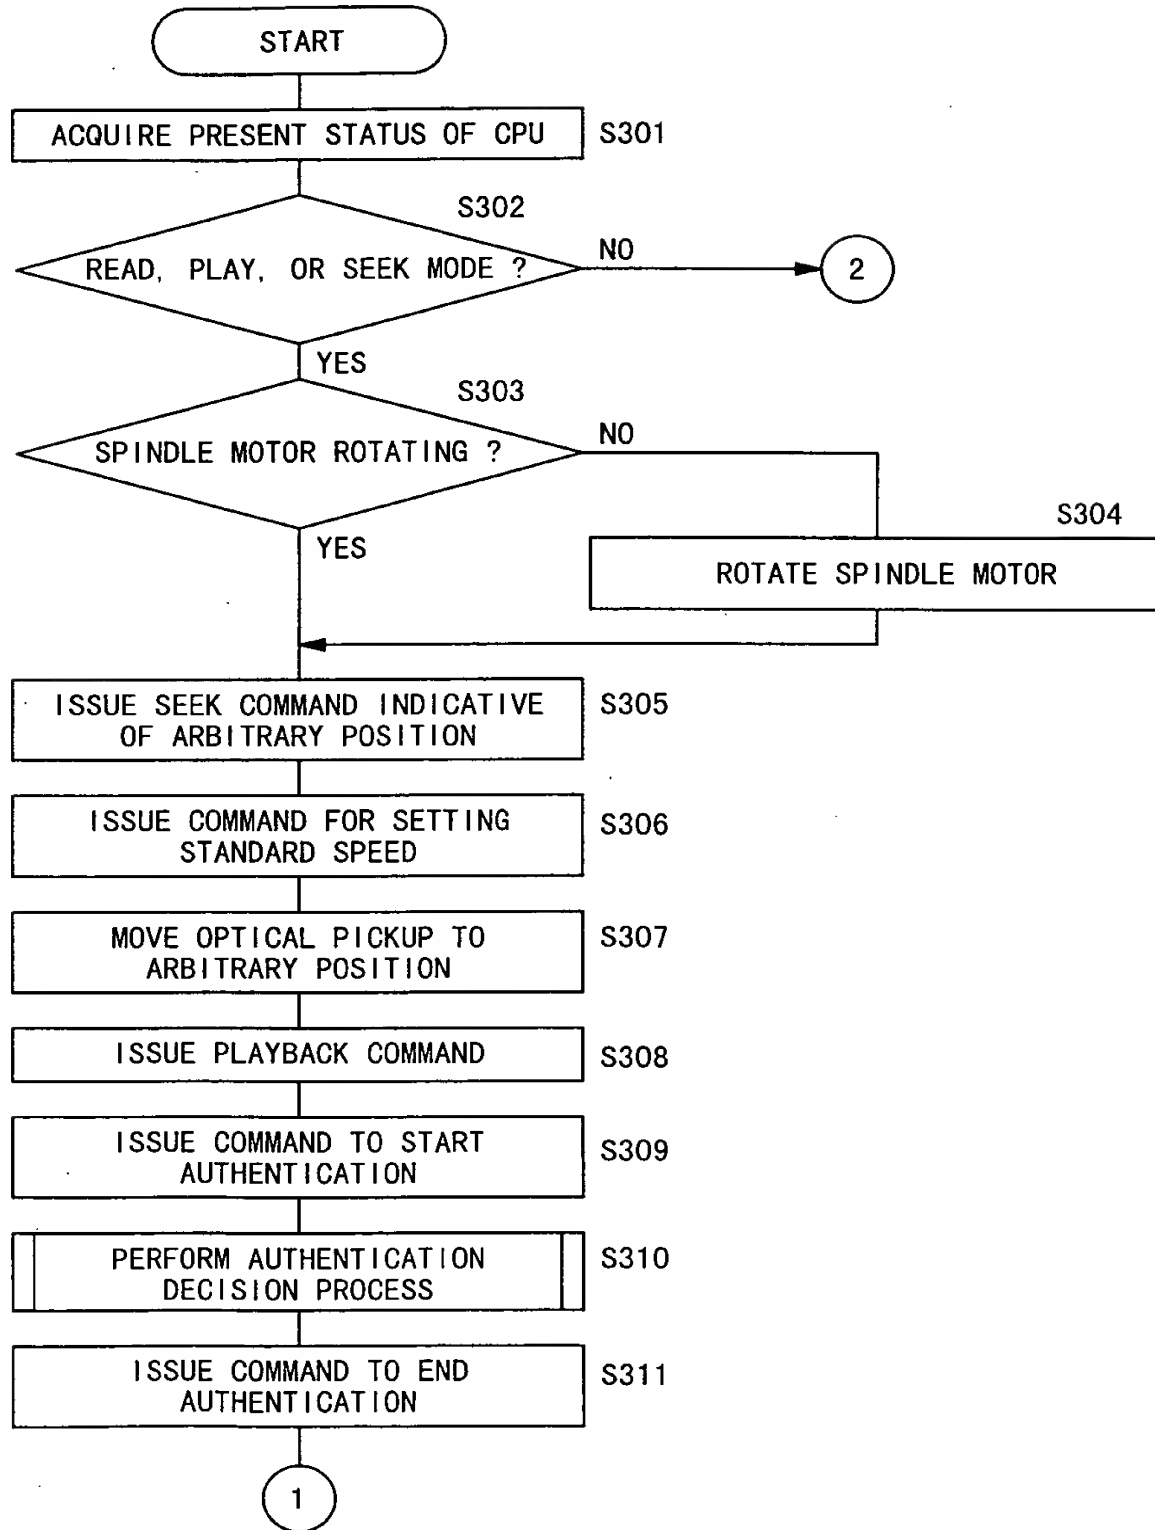 START
ACQUIRE PRESENT STATUS OF CPU
S301
S302
READ, PLAY, OR SEEK MODE ?
NO
2
YES
S303
SPINDLE MOTOR ROTATING ?
NO
YES
S304
ROTATE SPINDLE MOTOR
ISSUE SEEK COMMAND INDICATIVE
OF ARBITRARY POSITION
S305
ISSUE COMMAND FOR SETTING
STANDARD SPEED
S306
MOVE OPTICAL PICKUP TO
ARBITRARY POSITION
S307
ISSUE PLAYBACK COMMAND
S308
ISSUE COMMAND TO START
AUTHENTICATION
S309
PERFORM AUTHENTICATION
DECISION PROCESS
S310
ISSUE COMMAND TO END
AUTHENTICATION
S311
1